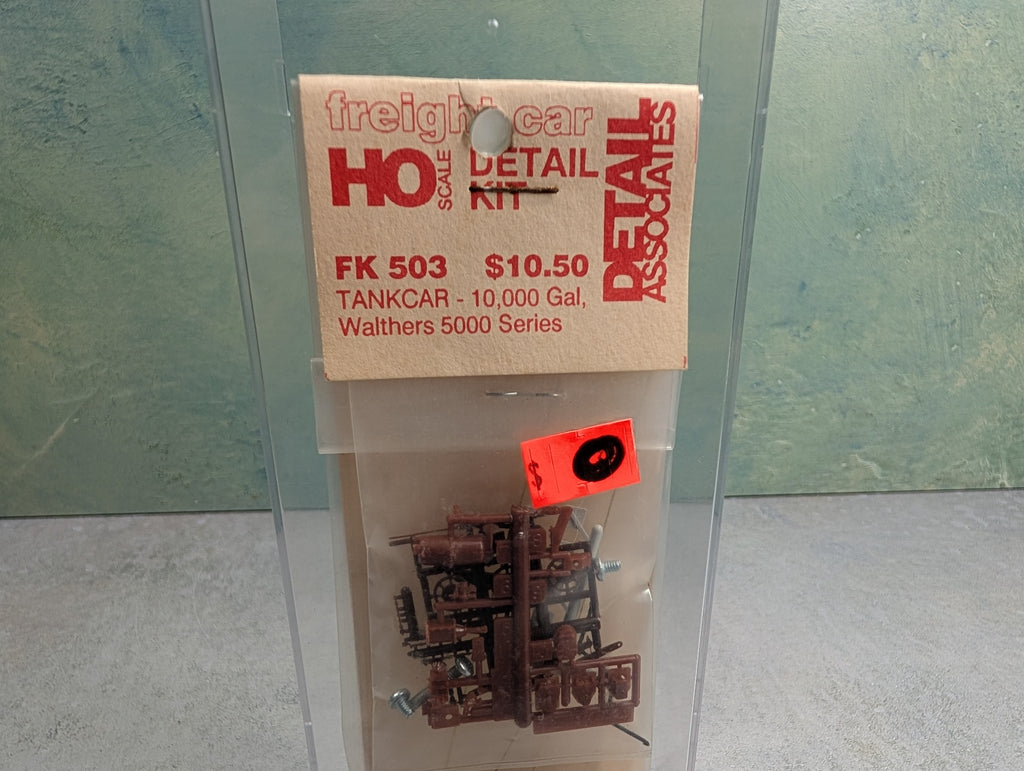 freight car
HO SCALE DETAIL
KIT
DETAIL
ASSOCIATES
FK 503 $10.50
TANKCAR - 10,000 Gal,
Walthers 5000 Series
$